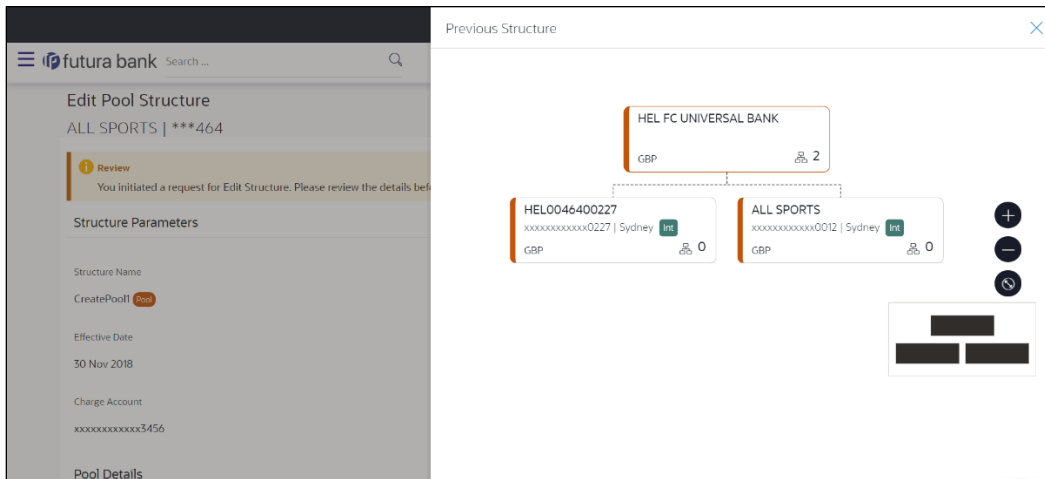 Previous Structure
futura bank
Search ...
Edit Pool Structure
ALL SPORTS | ***464
Review
You initiated a request for Edit Structure. Please review the details bef
Structure Parameters
Structure Name
CreatePool1 Pool
Effective Date
30 Nov 2018
Charge Account
xxxxxxxxxxxx3456
Pool Details
HEL FC UNIVERSAL BANK
GBP 2
HEL0046400227
xxxxxxxxxxxx0227 | Sydney Int
GBP 0
ALL SPORTS
xxxxxxxxxxxx0012 | Sydney Int
GBP 0